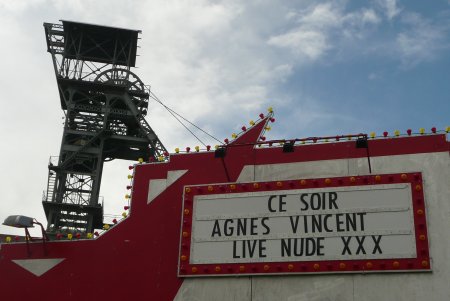 CE SOIR
AGNES VINCENT
LIVE NUDE XXX